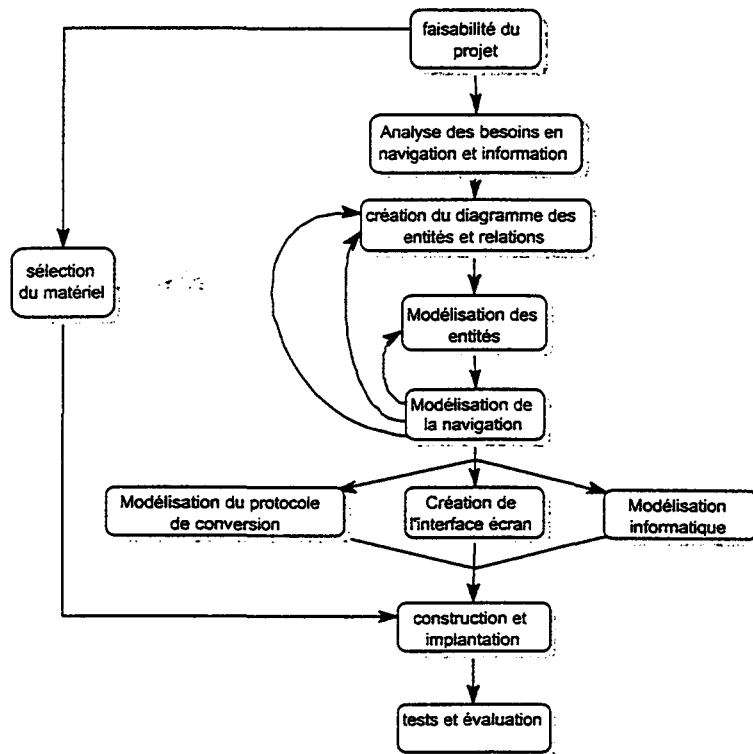 faisabilité du
projet
Analyse des besoins en
navigation et information
création du diagramme des
entités et relations
sélection
du matériel
Modélisation des
entités
Modélisation de
la navigation
Modélisation du protocole
de conversion
Création de
l'interface écran
Modélisation
informatique
construction et
implantation
tests et évaluation